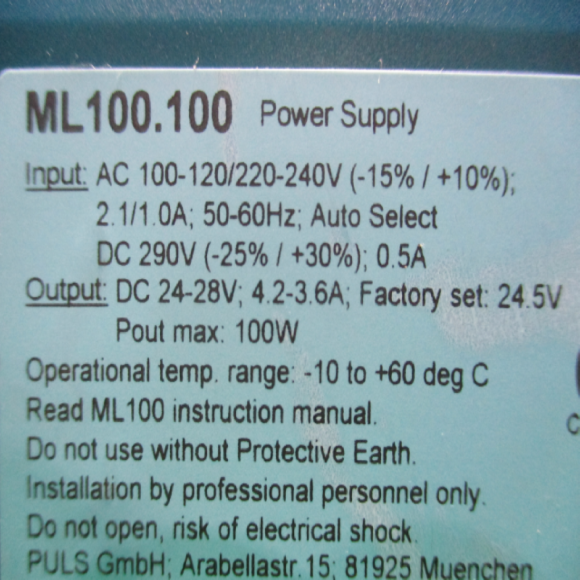 ML100.100 Power Supply
Input: AC 100-120/220-240V (-15% / +10%);
2.1/1.0A; 50-60Hz; Auto Select
DC 290V (-25% / +30%); 0.5A
Output: DC 24-28V; 4.2-3.6A; Factory set: 24.5V
Pout max: 100W
Operational temp. range: -10 to +60 deg C
Read ML100 instruction manual.
Do not use without Protective Earth.
Installation by professional personnel only.
Do not open, risk of electrical shock.
PULS GmbH; Arabellastr.15; 81925 Muenchen